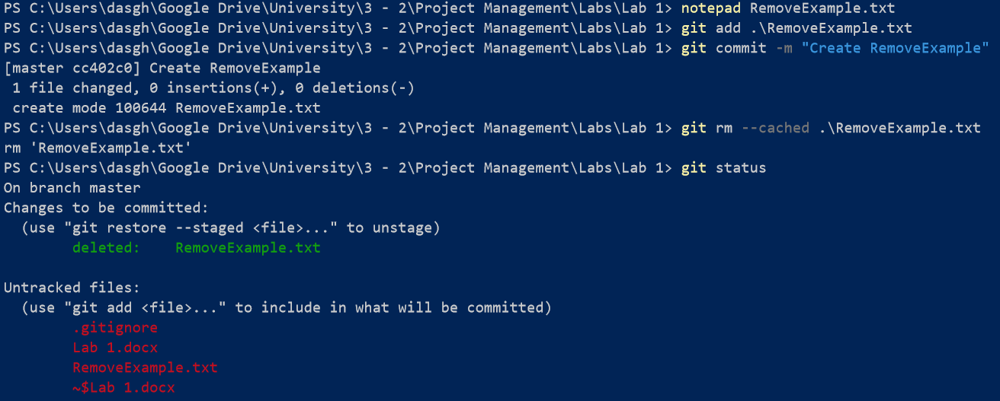 PS C:\Users\dasgh\Google Drive\University\3 - 2\Project Management\Labs\Lab 1> notepad RemoveExample.txt
PS C:\Users\dasgh\Google Drive\University\3 - 2\Project Management\Labs\Lab 1> git add .\RemoveExample.txt
PS C:\Users\dasgh\Google Drive\University\3 - 2\Project Management\Labs\Lab 1> git commit -m "Create RemoveExample"
[master cc402c0] Create RemoveExample
 1 file changed, 0 insertions(+), 0 deletions(-)
 create mode 100644 RemoveExample.txt
PS C:\Users\dasgh\Google Drive\University\3 - 2\Project Management\Labs\Lab 1> git rm --cached .\RemoveExample.txt
rm 'RemoveExample.txt'
PS C:\Users\dasgh\Google Drive\University\3 - 2\Project Management\Labs\Lab 1> git status
On branch master
Changes to be committed:
  (use "git restore --staged <file>..." to unstage)
        deleted:    RemoveExample.txt

Untracked files:
  (use "git add <file>..." to include in what will be committed)
        .gitignore
        Lab 1.docx
        RemoveExample.txt
        ~$Lab 1.docx